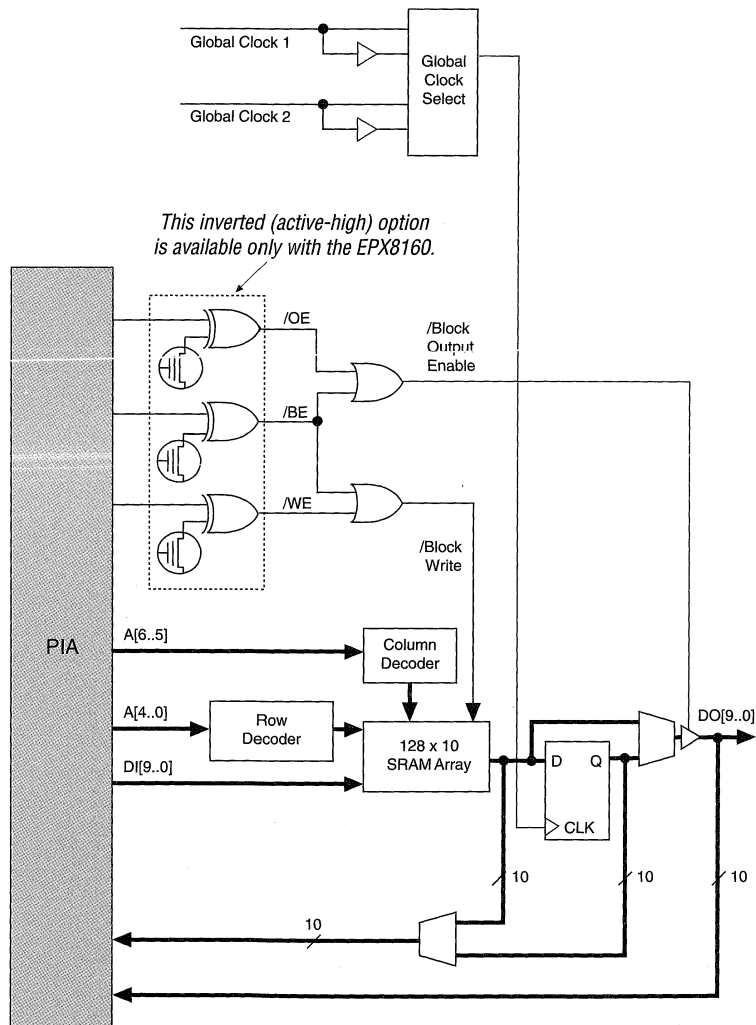 Global Clock 1
Global
Clock
Select
Global Clock 2
This inverted (active-high) option
is available only with the EPX8160.
/OE
/Block
Output
Enable
/BE
/WE
/Block
Write
PIA
A[6..5]
Column
Decoder
A[4..0]
Row
Decoder
DO[9..0]
128 x 10
SRAM Array
D
Q
DI[9..0]
CLK
10
10
10
10